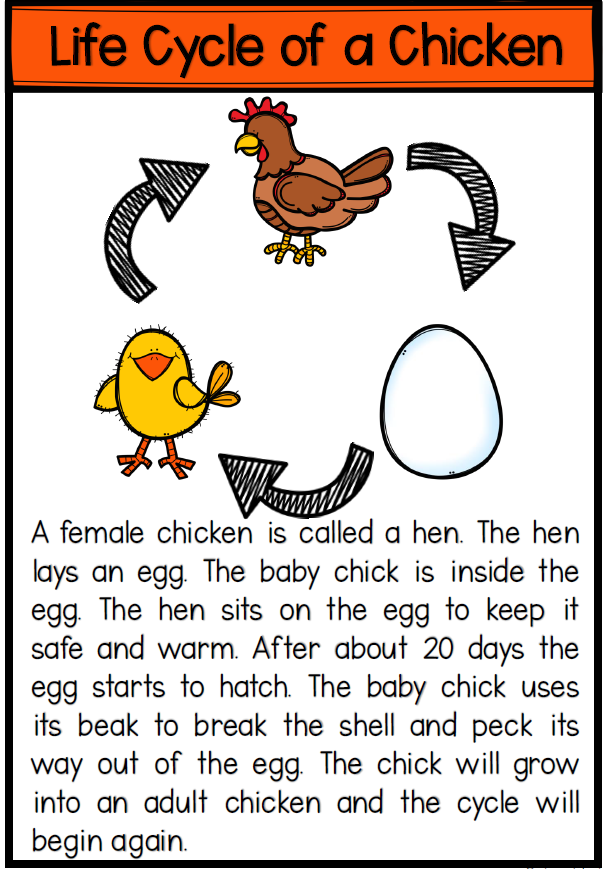 Life Cycle of a Chicken
A female chicken is called a hen. The hen
lays an egg. The baby chick is inside the
egg. The hen sits on the egg to keep it
safe and warm. After about 20 days the
egg starts to hatch. The baby chick uses
its beak to break the shell and peck its
way out of the egg. The chick will grow
into an adult chicken and the cycle will
begin again.